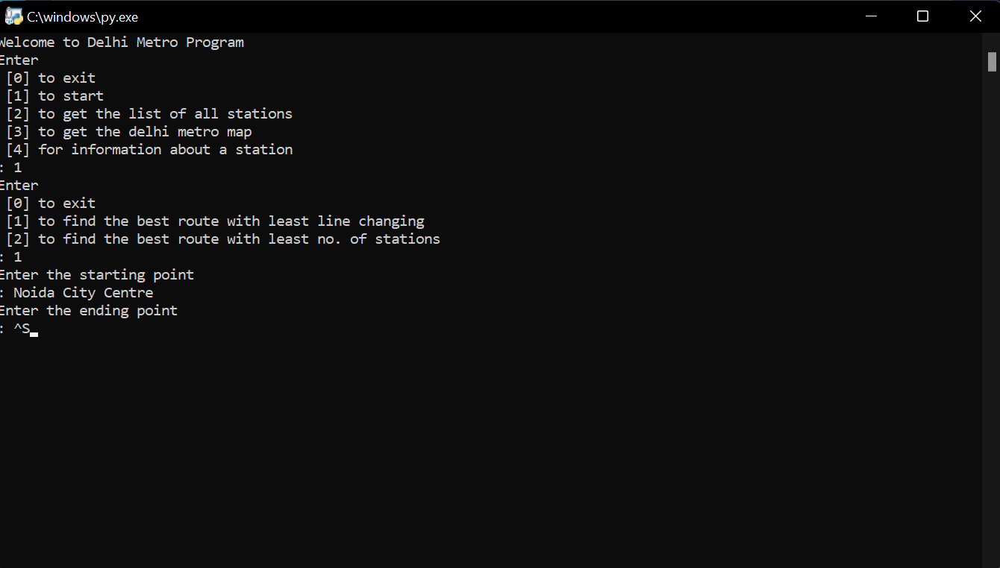 C:\windows\py.exe
Welcome to Delhi Metro Program
Enter
[0] to exit
[1] to start
[2] to get the list of all stations
[3] to get the delhi metro map
[4] for information about a station
: 1
Enter
[0] to exit
[1] to find the best route with least line changing
[2] to find the best route with least no. of stations
: 1
Enter the starting point
: Noida City Centre
Enter the ending point
: ^S